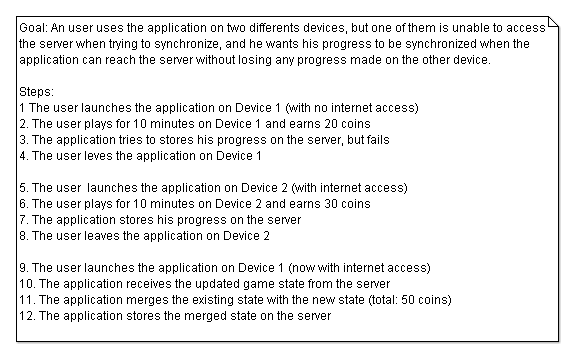 Goal: An user uses the application on two differents devices, but one of them is unable to access
the server when trying to synchronize, and he wants his progress to be synchronized when the
application can reach the server without losing any progress made on the other device.
Steps:
1 The user launches the application on Device 1 (with no internet access)
2. The user plays for 10 minutes on Device 1 and earns 20 coins
3. The application tries to stores his progress on the server, but fails
4. The user leves the application on Device 1
5. The user  launches the application on Device 2 (with internet access)
6. The user plays for 10 minutes on Device 2 and earns 30 coins
7. The application stores his progress on the server
8. The user leaves the application on Device 2
9. The user launches the application on Device 1 (now with internet access)
10. The application receives the updated game state from the server
11. The application merges the existing state with the new state (total: 50 coins)
12. The application stores the merged state on the server